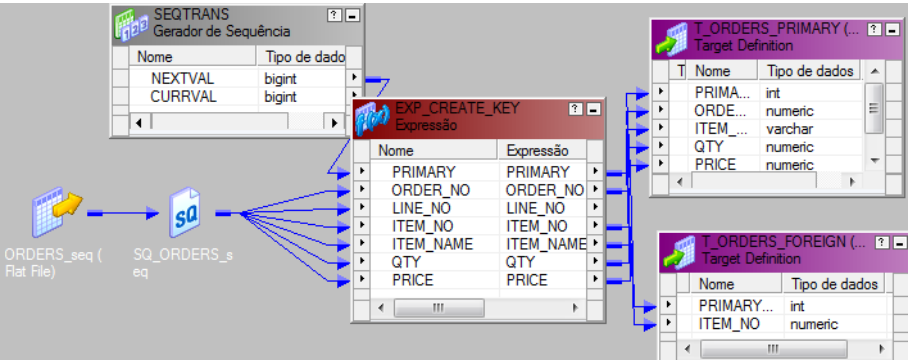 SEQTRANS
Gerador de Sequência
Nome Tipo de dado
NEXTVAL bigint
CURRVAL bigint
EXP_CREATE_KEY
Expressão
Nome Expressão
PRIMARY PRIMARY
ORDER_NO ORDER_NO
LINE_NO LINE_NO
ITEM_NO ITEM_NO
ITEM_NAME ITEM_NAME
QTY QTY
PRICE PRICE
ORDERS_seq (
Flat File)
SQ
SQ_ORDERS_s
eq
T_ORDERS_PRIMARY (...
Target Definition
T Nome Tipo de dados
PRIMA... int
ORDE... numeric
ITEM_... varchar
QTY numeric
PRICE numeric
T_ORDERS_FOREIGN (...
Target Definition
Nome Tipo de dados
PRIMARY... int
ITEM_NO numeric